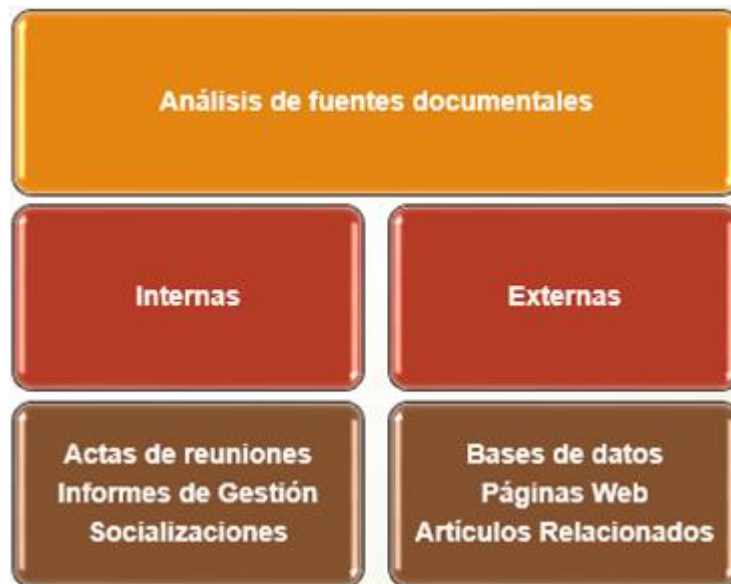 Análisis de fuentes documentales
Internas
Externas
Actas de reuniones
Informes de Gestión
Socializaciones
Bases de datos
Páginas Web
Artículos Relacionados